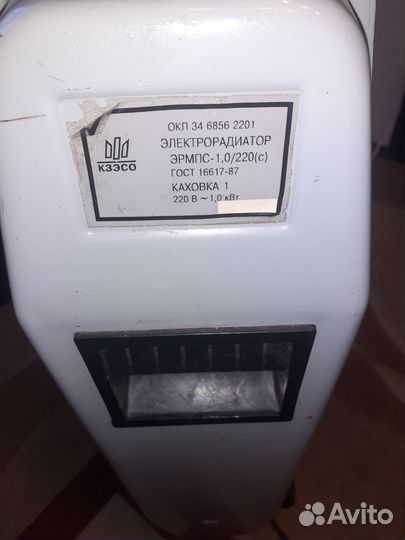 ОКП 34 6856 2201
ЭЛЕКТРОРАДИАТОР
КЗЭСО
ЭРМПС-1,0/220(с)
ГОСТ 16617-87
КАХОВКА 1
220 В ~ 1,0 кВт
Avito